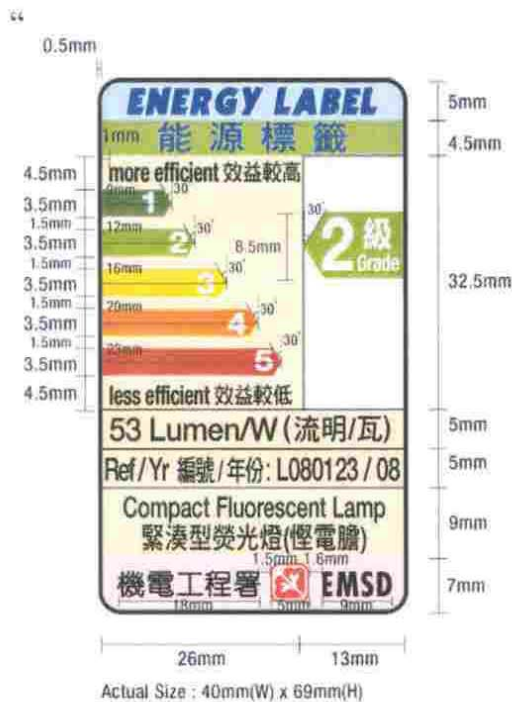 “
0.5mm
ENERGY LABEL
5mm
1mm 能源標籤
4.5mm
4.5mm
more efficient 效益較高
3.5mm
9mm
1
30°
1.5mm
3.5mm
12mm
2
30°
8.5mm
30°
2級
Grade
1.5mm
3.5mm
16mm
3
30°
32.5mm
1.5mm
3.5mm
20mm
4
30°
1.5mm
3.5mm
23mm
5
30°
4.5mm
less efficient 效益較低
53 Lumen/W (流明/瓦)
5mm
Ref/Yr 編號/年份: L080123 / 08
5mm
Compact Fluorescent Lamp
緊湊型熒光燈(慳電膽)
9mm
1.5mm 1.6mm
機電工程署 EMSD
7mm
18mm
5mm
9mm
26mm
13mm
Actual Size : 40mm(W) x 69mm(H)